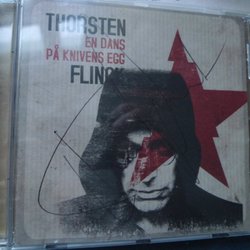 THORSTEN
EN DANS
PÅ KNIVENS EGG
FLINCK